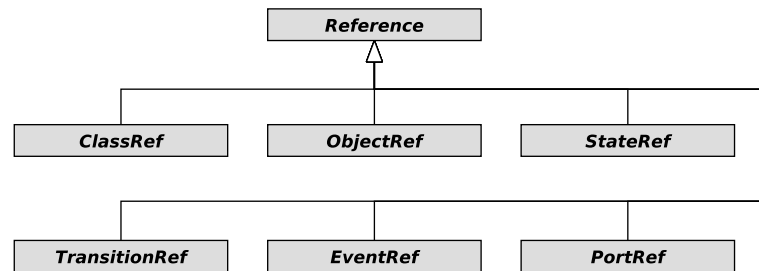 Reference
ClassRef
ObjectRef
StateRef
TransitionRef
EventRef
PortRef